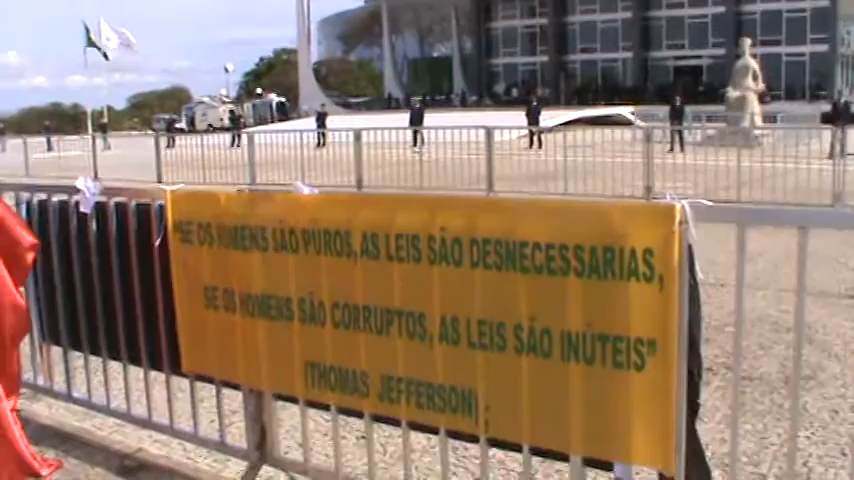 "SE OS HOMENS SÃO PUROS, AS LEIS SÃO DESNECESSARIAS,
SE OS HOMENS SÃO CORRUPTOS, AS LEIS SÃO INÚTEIS"
(THOMAS JEFFERSON);